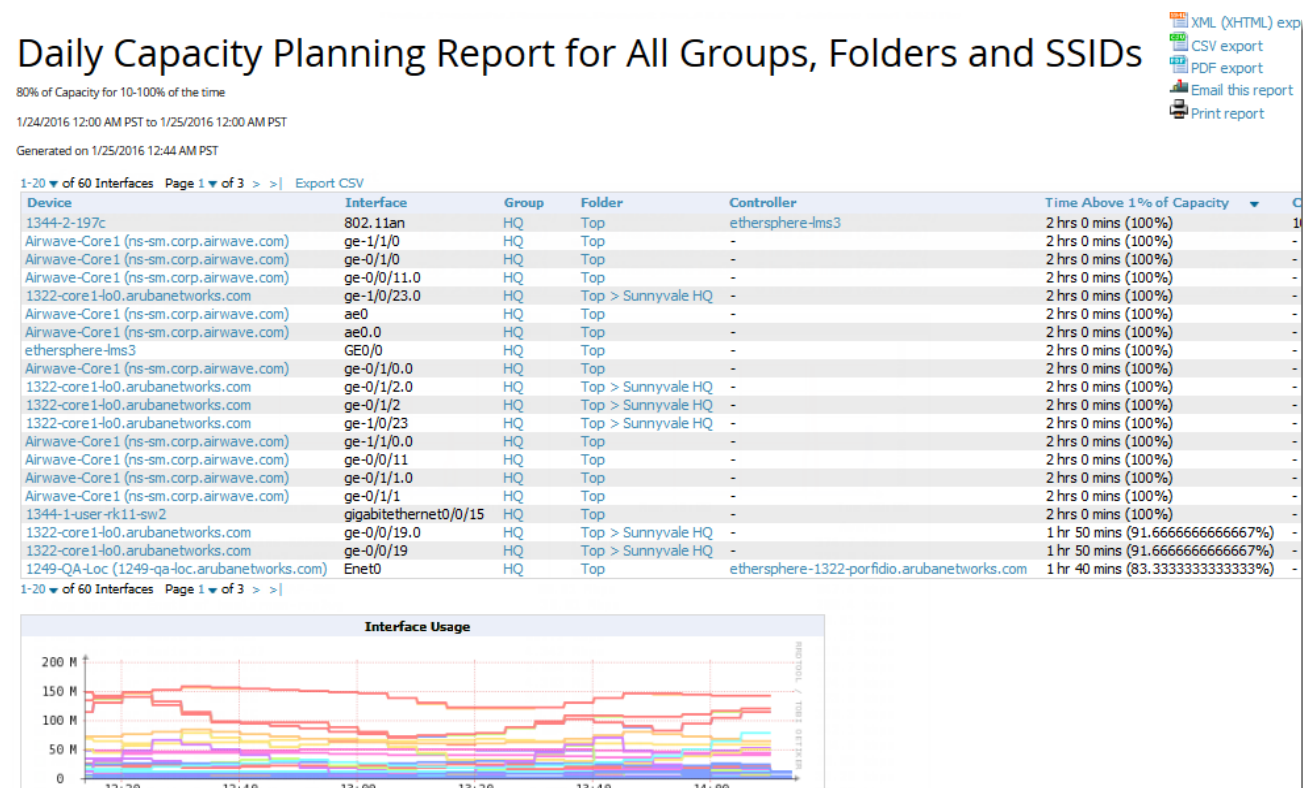 XML (XHTML) exp
Daily Capacity Planning Report for All Groups, Folders and SSIDs
CSV export
PDF export
Email this report
Print report
80% of Capacity for 10-100% of the time
1/24/2016 12:00 AM PST to 1/25/2016 12:00 AM PST
Generated on 1/25/2016 12:44 AM PST
1-20 of 60 Interfaces Page 1 of 3 > >| Export CSV
Device Interface Group Folder Controller Time Above 1% of Capacity C
1344-2-197c 802.11an HQ Top ethersphere-lms3 2 hrs 0 mins (100%)
Airwave-Core1 (ns-sm.corp.airwave.com) ge-1/1/0 HQ Top - 2 hrs 0 mins (100%) -
Airwave-Core1 (ns-sm.corp.airwave.com) ge-0/1/0 HQ Top - 2 hrs 0 mins (100%) -
Airwave-Core1 (ns-sm.corp.airwave.com) ge-0/0/11.0 HQ Top - 2 hrs 0 mins (100%) -
1322-core1-lo0.arubanetworks.com ge-1/0/23.0 HQ Top > Sunnyvale HQ - 2 hrs 0 mins (100%) -
Airwave-Core1 (ns-sm.corp.airwave.com) ae0 HQ Top - 2 hrs 0 mins (100%) -
Airwave-Core1 (ns-sm.corp.airwave.com) ae0.0 HQ Top - 2 hrs 0 mins (100%) -
ethersphere-lms3 GE0/0 HQ Top - 2 hrs 0 mins (100%) -
Airwave-Core1 (ns-sm.corp.airwave.com) ge-0/1/0.0 HQ Top - 2 hrs 0 mins (100%) -
1322-core1-lo0.arubanetworks.com ge-0/1/2.0 HQ Top > Sunnyvale HQ - 2 hrs 0 mins (100%) -
1322-core1-lo0.arubanetworks.com ge-0/1/2 HQ Top > Sunnyvale HQ - 2 hrs 0 mins (100%) -
1322-core1-lo0.arubanetworks.com ge-1/0/23 HQ Top > Sunnyvale HQ - 2 hrs 0 mins (100%) -
Airwave-Core1 (ns-sm.corp.airwave.com) ge-1/1/0.0 HQ Top - 2 hrs 0 mins (100%) -
Airwave-Core1 (ns-sm.corp.airwave.com) ge-0/0/11 HQ Top - 2 hrs 0 mins (100%) -
Airwave-Core1 (ns-sm.corp.airwave.com) ge-0/1/1.0 HQ Top - 2 hrs 0 mins (100%) -
Airwave-Core1 (ns-sm.corp.airwave.com) ge-0/1/1 HQ Top - 2 hrs 0 mins (100%) -
1344-1-user-rk11-sw2 gigabitethernet0/0/15 HQ Top - 2 hrs 0 mins (100%) -
1322-core1-lo0.arubanetworks.com ge-0/0/19.0 HQ Top > Sunnyvale HQ - 1 hr 50 mins (91.6666666666667%) -
1322-core1-lo0.arubanetworks.com ge-0/0/19 HQ Top > Sunnyvale HQ - 1 hr 50 mins (91.6666666666667%) -
1249-QA-Loc (1249-qa-loc.arubanetworks.com) Enet0 HQ Top ethersphere-1322-porfidio.arubanetworks.com 1 hr 40 mins (83.3333333333333%) -
1-20 of 60 Interfaces Page 1 of 3 > >|
Interface Usage
200 M
150 M
100 M
50 M
0
RRDTOOL / TOBI OETIKER